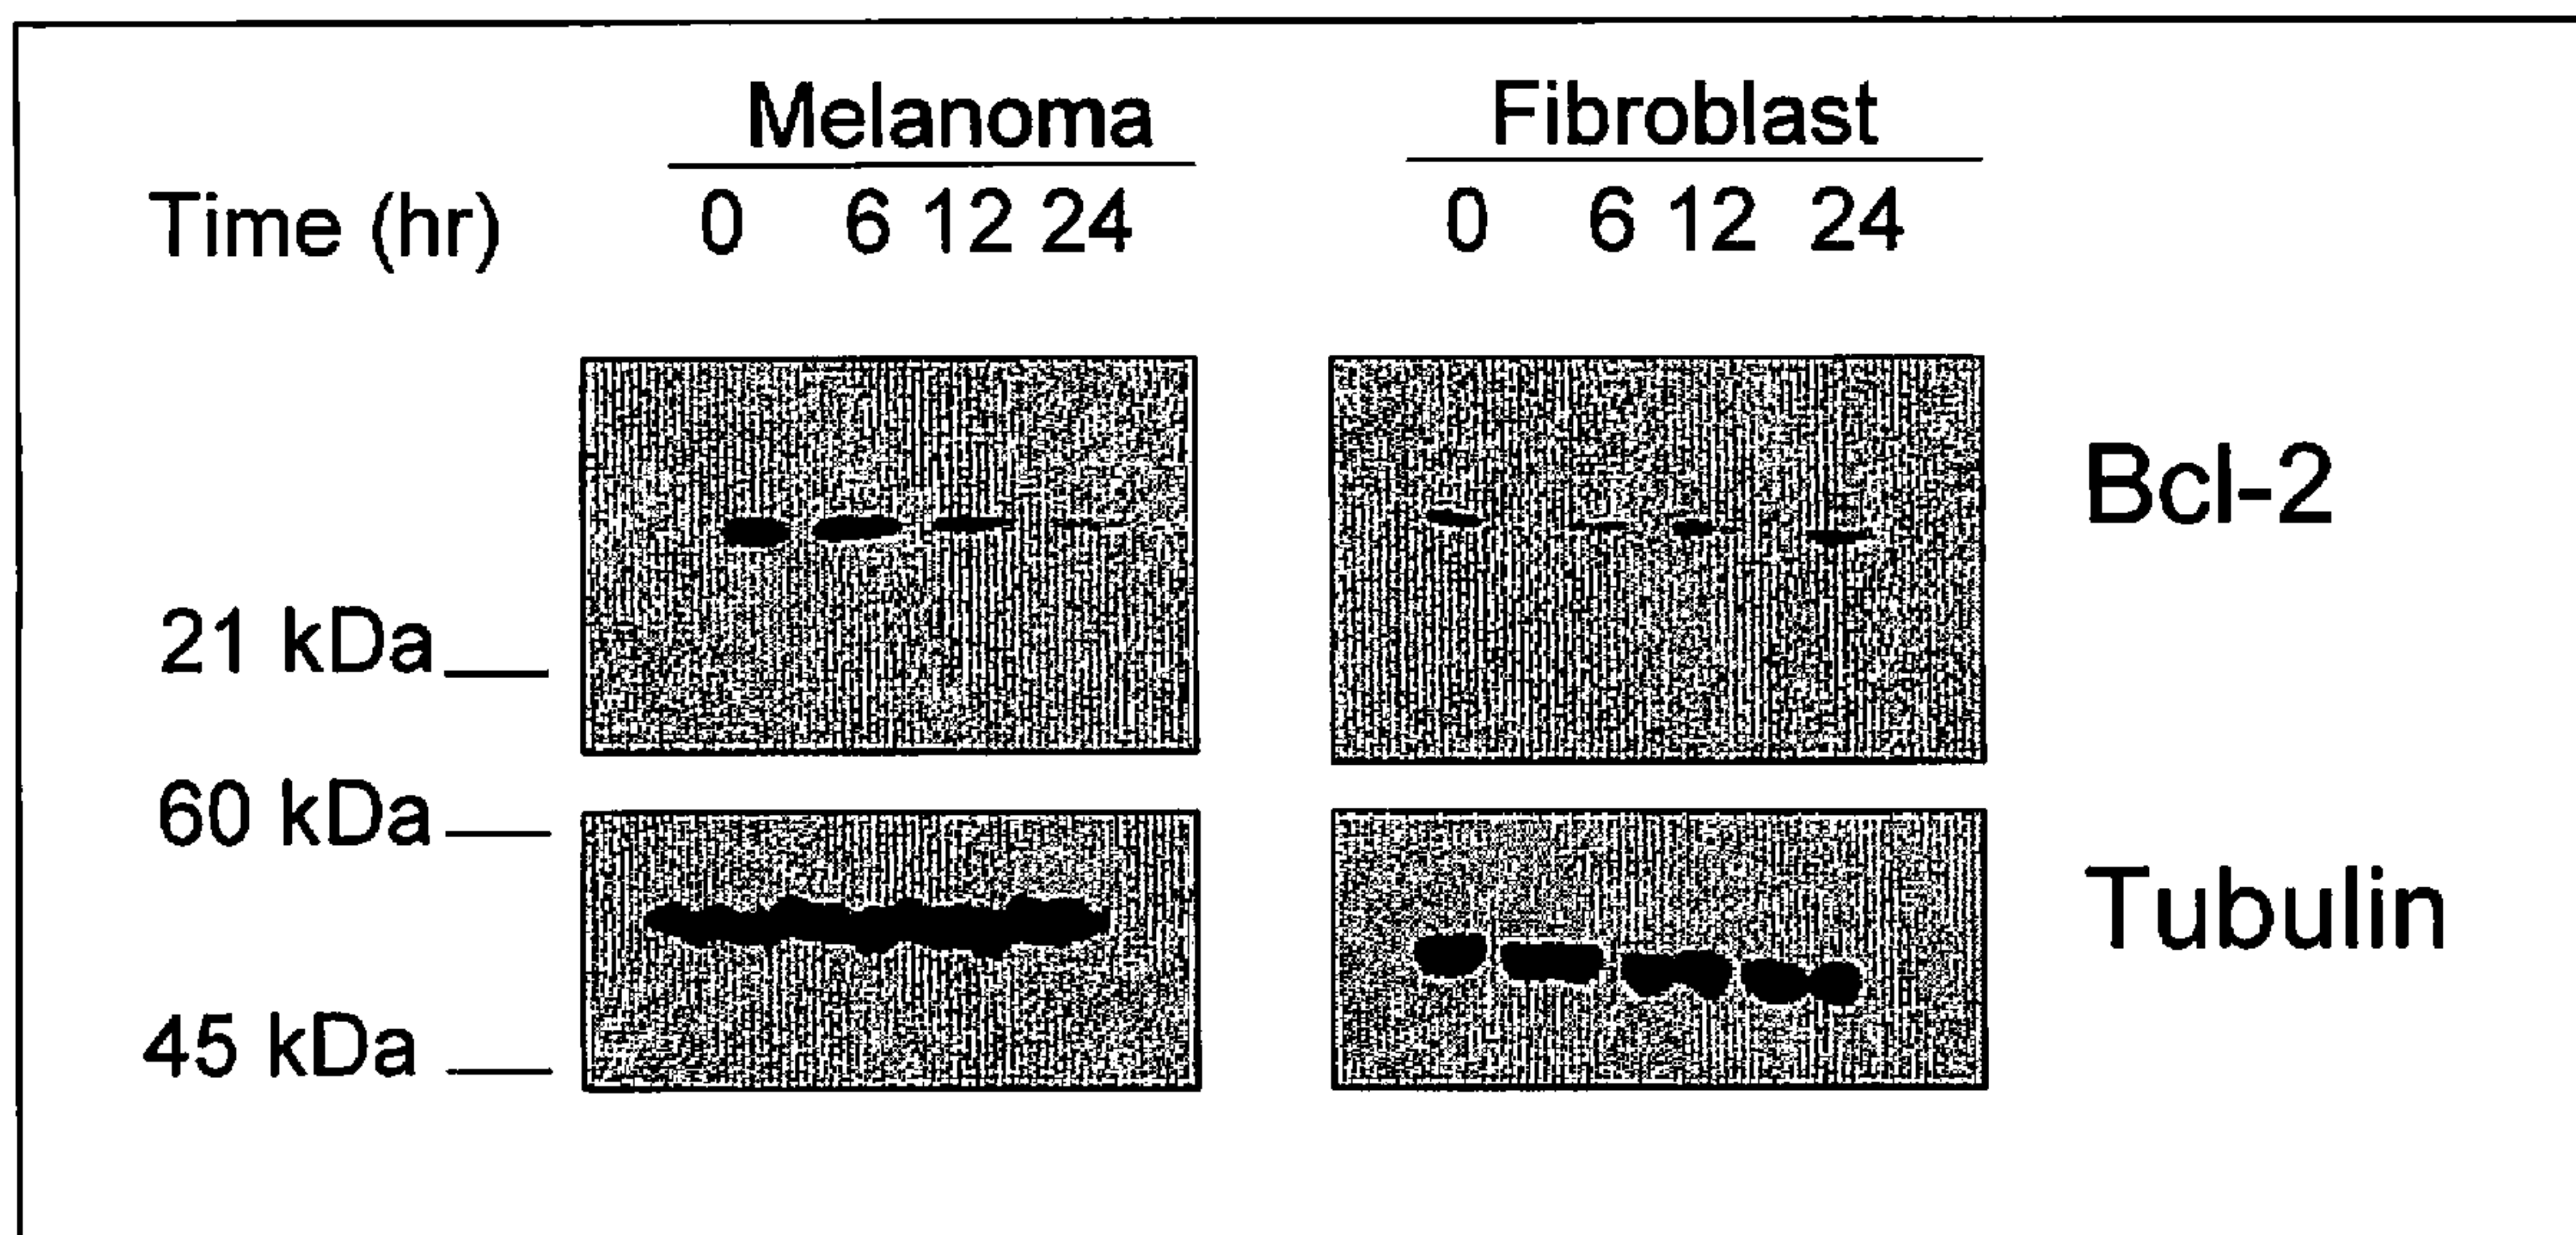 Melanoma Fibroblast
Time (hr) 0 6 12 24 0 6 12 24
Bcl-2
21 kDa
60 kDa
Tubulin
45 kDa